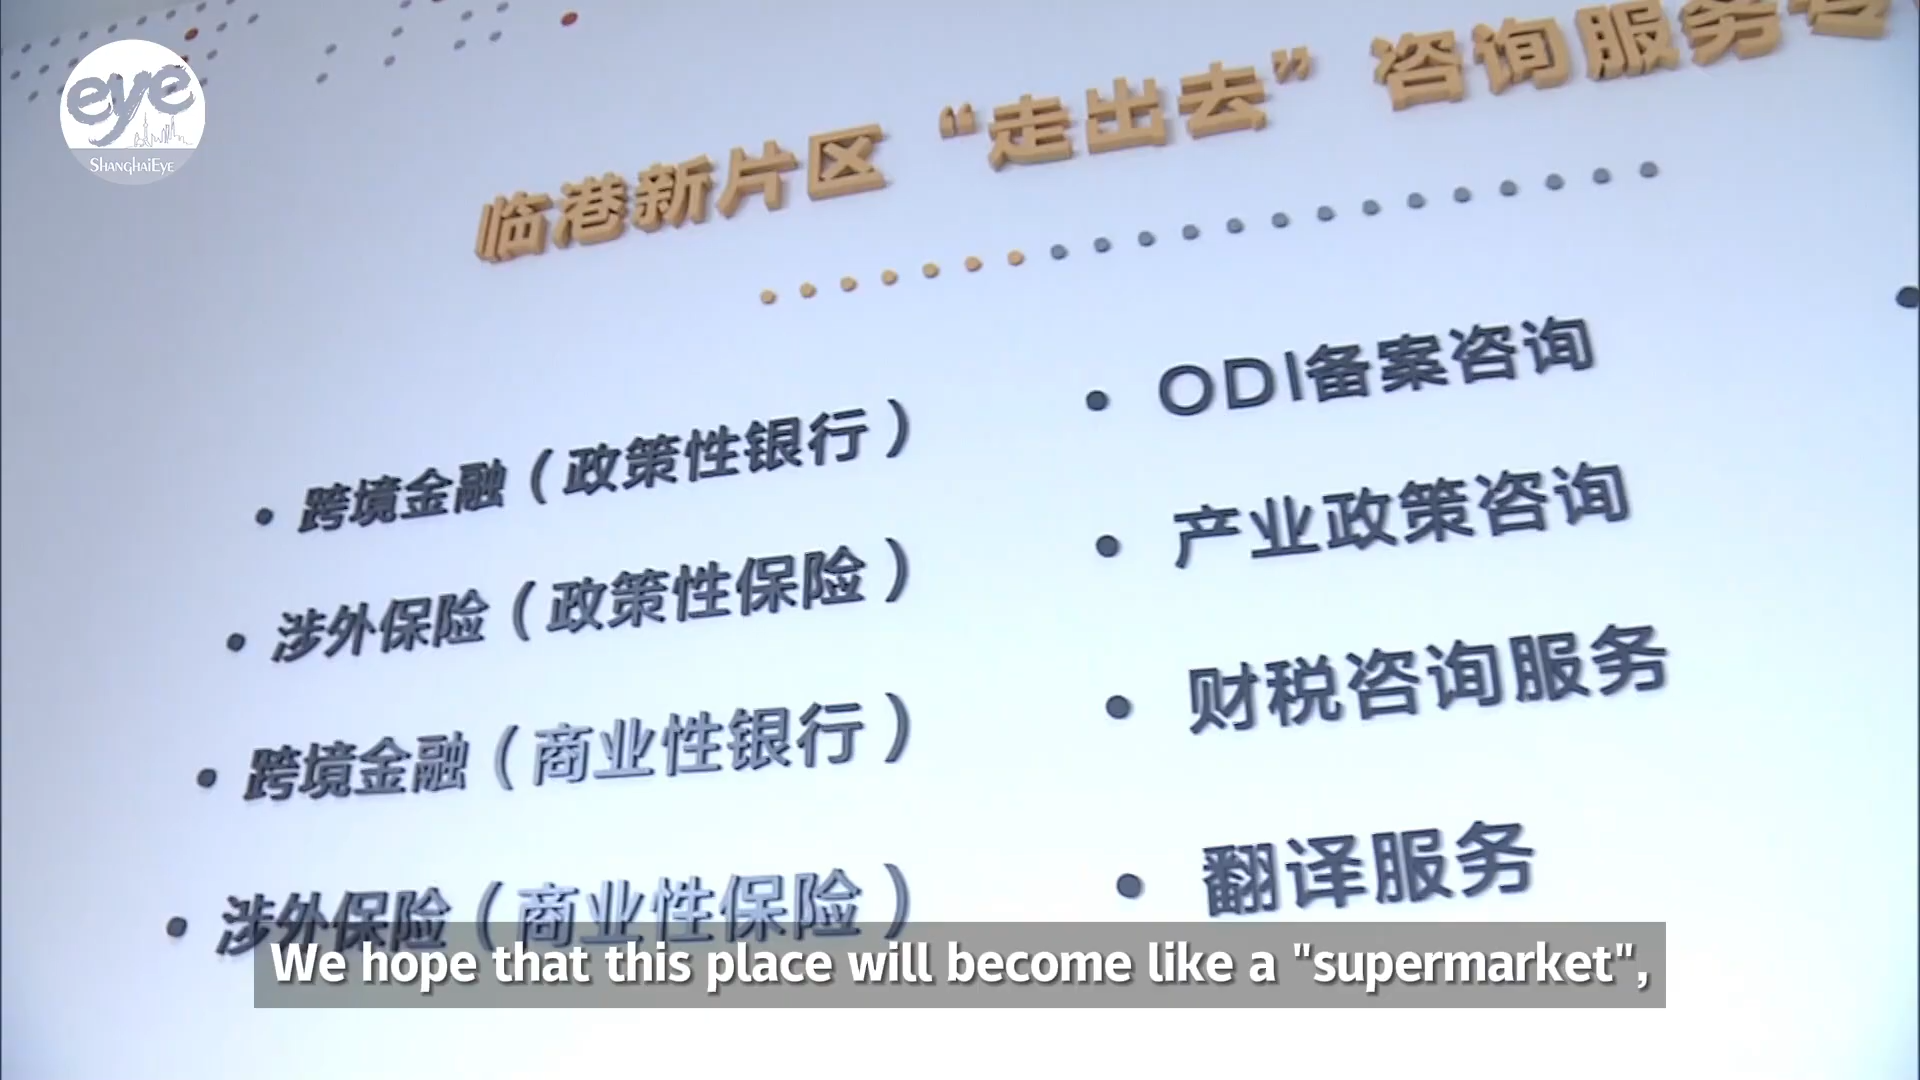 eye
SHANGHAIEYE
临港新片区“走出去”咨询服务专
跨境金融（政策性银行）
涉外保险（政策性保险）
跨境金融（商业性银行）
涉外保险（商业性保险）
ODI备案咨询
产业政策咨询
财税咨询服务
翻译服务
We hope that this place will become like a "supermarket",